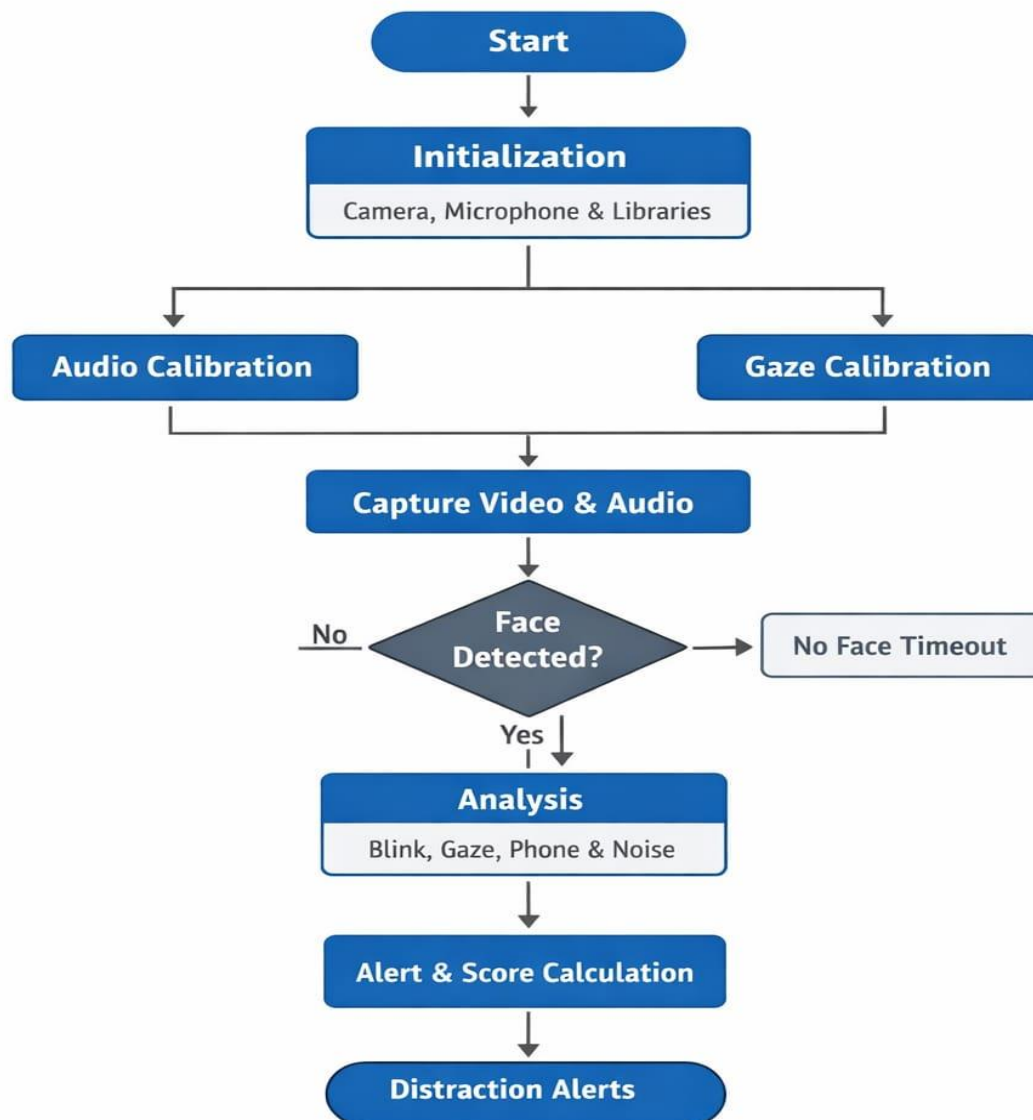 Start
Initialization
Camera, Microphone & Libraries
Audio Calibration
Gaze Calibration
Capture Video & Audio
Face
Detected?
No
No Face Timeout
Yes
Analysis
Blink, Gaze, Phone & Noise
Alert & Score Calculation
Distraction Alerts